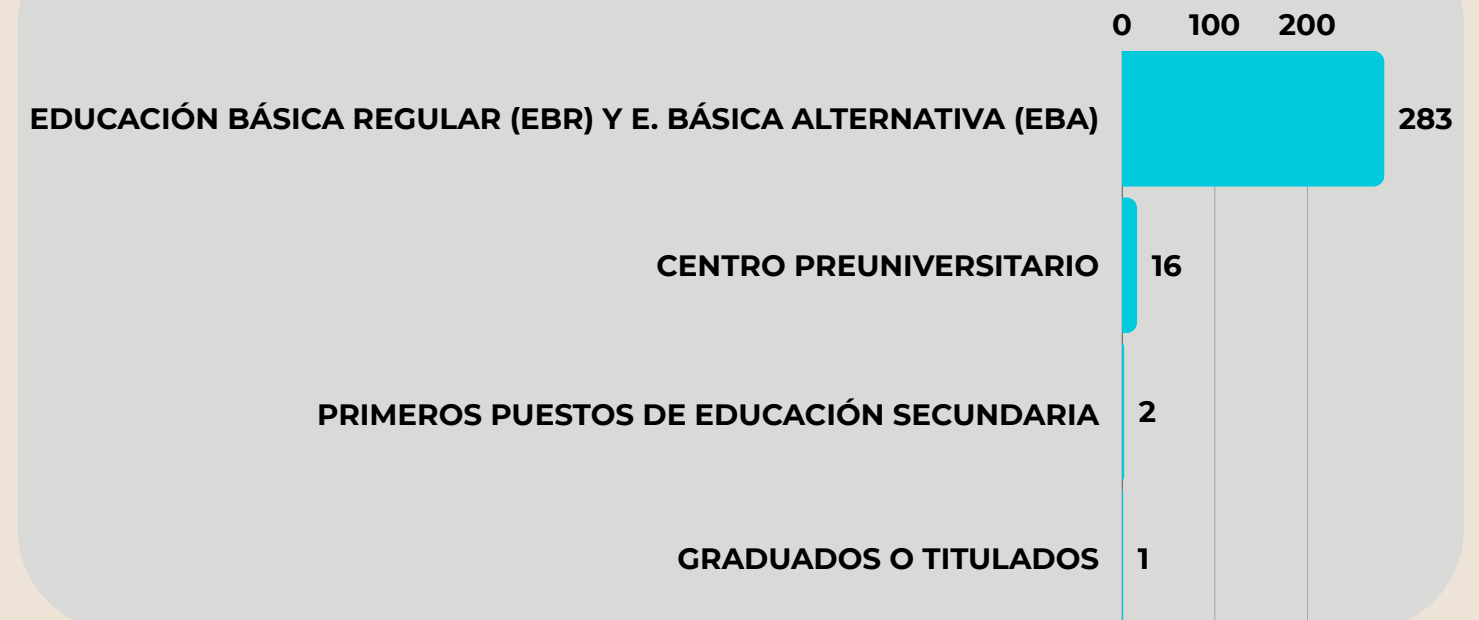 0 100 200
EDUCACIÓN BÁSICA REGULAR (EBR) Y E. BÁSICA ALTERNATIVA (EBA) 283
CENTRO PREUNIVERSITARIO 16
PRIMEROS PUESTOS DE EDUCACIÓN SECUNDARIA 2
GRADUADOS O TITULADOS 1